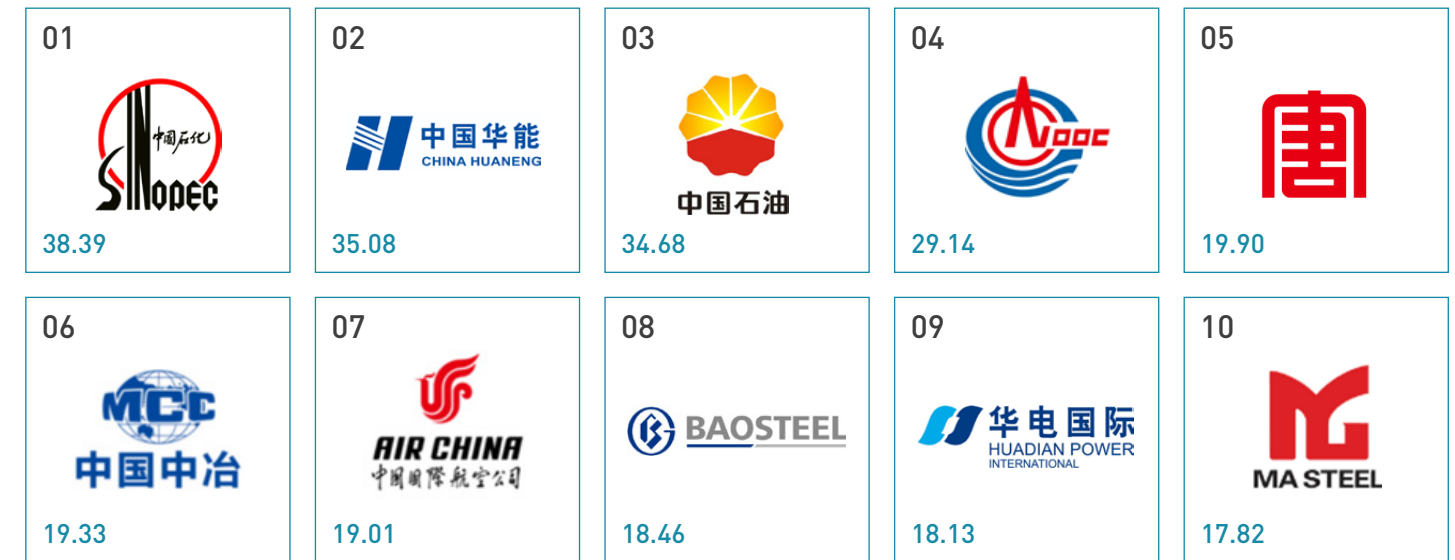 01
中国石化
SINOPEC
38.39
02
中国华能
CHINA HUANENG
35.08
03
中国石油
34.68
04
CNOOC
29.14
05
唐
19.90
06
MCC
中国中冶
19.33
07
AIR CHINA
中国国際航空公司
19.01
08
BAOSTEEL
18.46
09
华电国际
HUADIAN POWER
INTERNATIONAL
18.13
10
MA STEEL
17.82